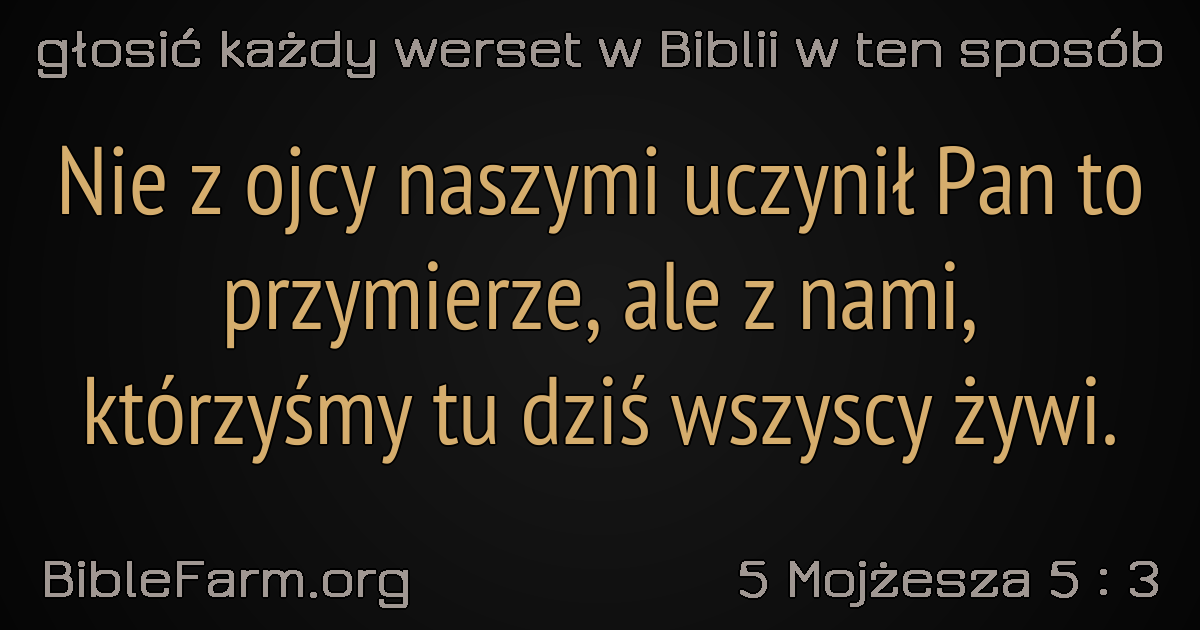 głosić każdy werset w Biblii w ten sposób
Nie z ojcy naszymi uczynił Pan to
przymierze, ale z nami,
którzyśmy tu dziś wszyscy żywi.
BibleFarm.org
5 Mojżesza 5 : 3